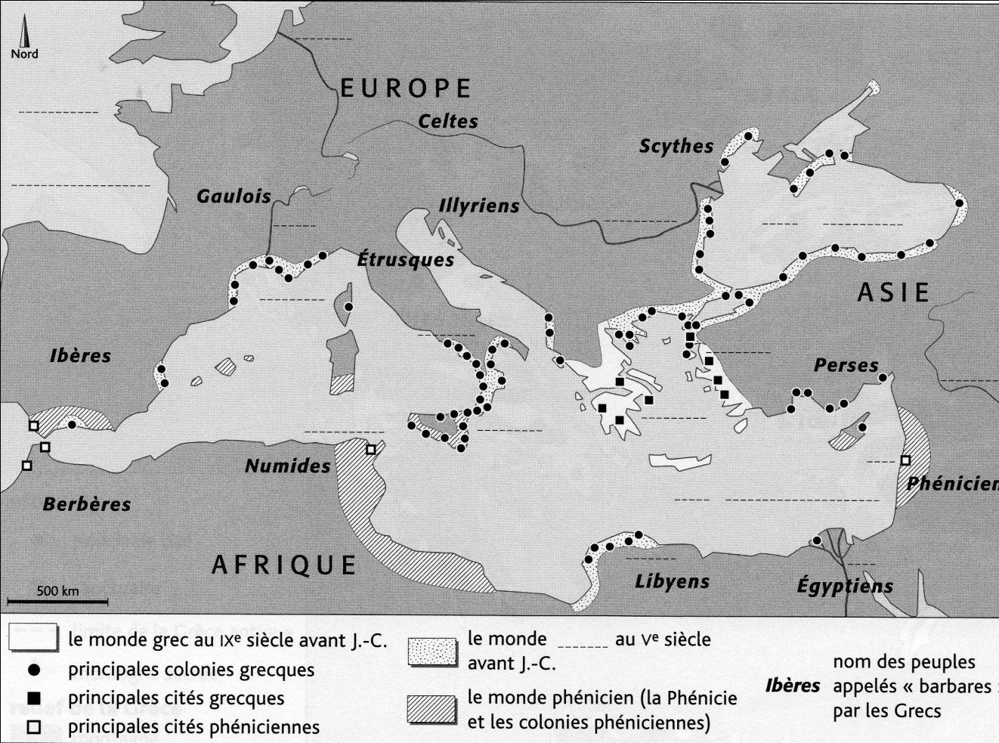 Nord
EUROPE
Celtes
Scythes
Gaulois
Illyriens
Étrusques
ASIE
Ibères
Perses
Numides
Phénicien
Berbères
AFRIQUE
Libyens
Égyptiens
500 km
le monde grec au IXe siècle avant J.-C.
principales colonies grecques
principales cités grecques
principales cités phéniciennes
le monde ______ au Ve siècle
avant J.-C.
le monde phénicien (la Phénicie
et les colonies phéniciennes)
Ibères
nom des peuples
appelés « barbares »
par les Grecs